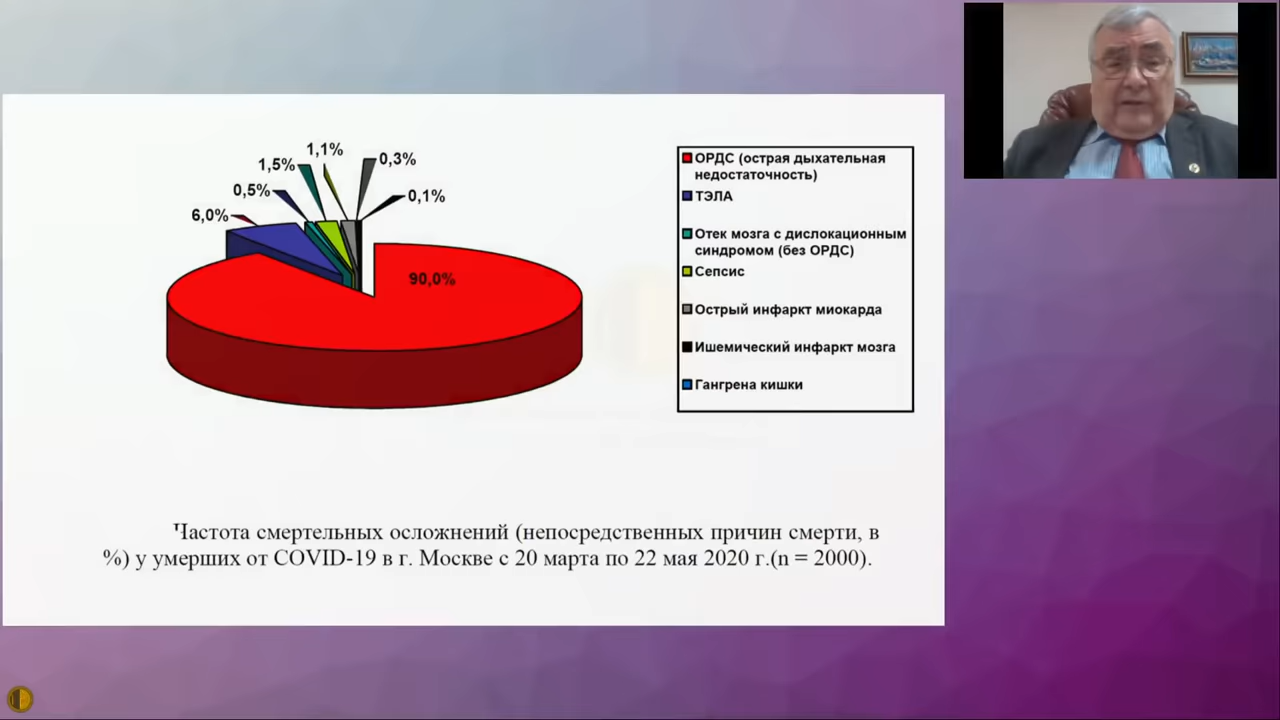 1,1%
1,5%
0,3%
0,5%
0,1%
6,0%
90,0%
ОРДС (острая дыхательная
недостаточность)
ТЭЛА
Отек мозга с дислокационным
синдромом (без ОРДС)
Сепсис
Острый инфаркт миокарда
Ишемический инфаркт мозга
Гангрена кишки
Частота смертельных осложнений (непосредственных причин смерти, в
%) у умерших от COVID-19 в г. Москве с 20 марта по 22 мая 2020 г.(n = 2000).